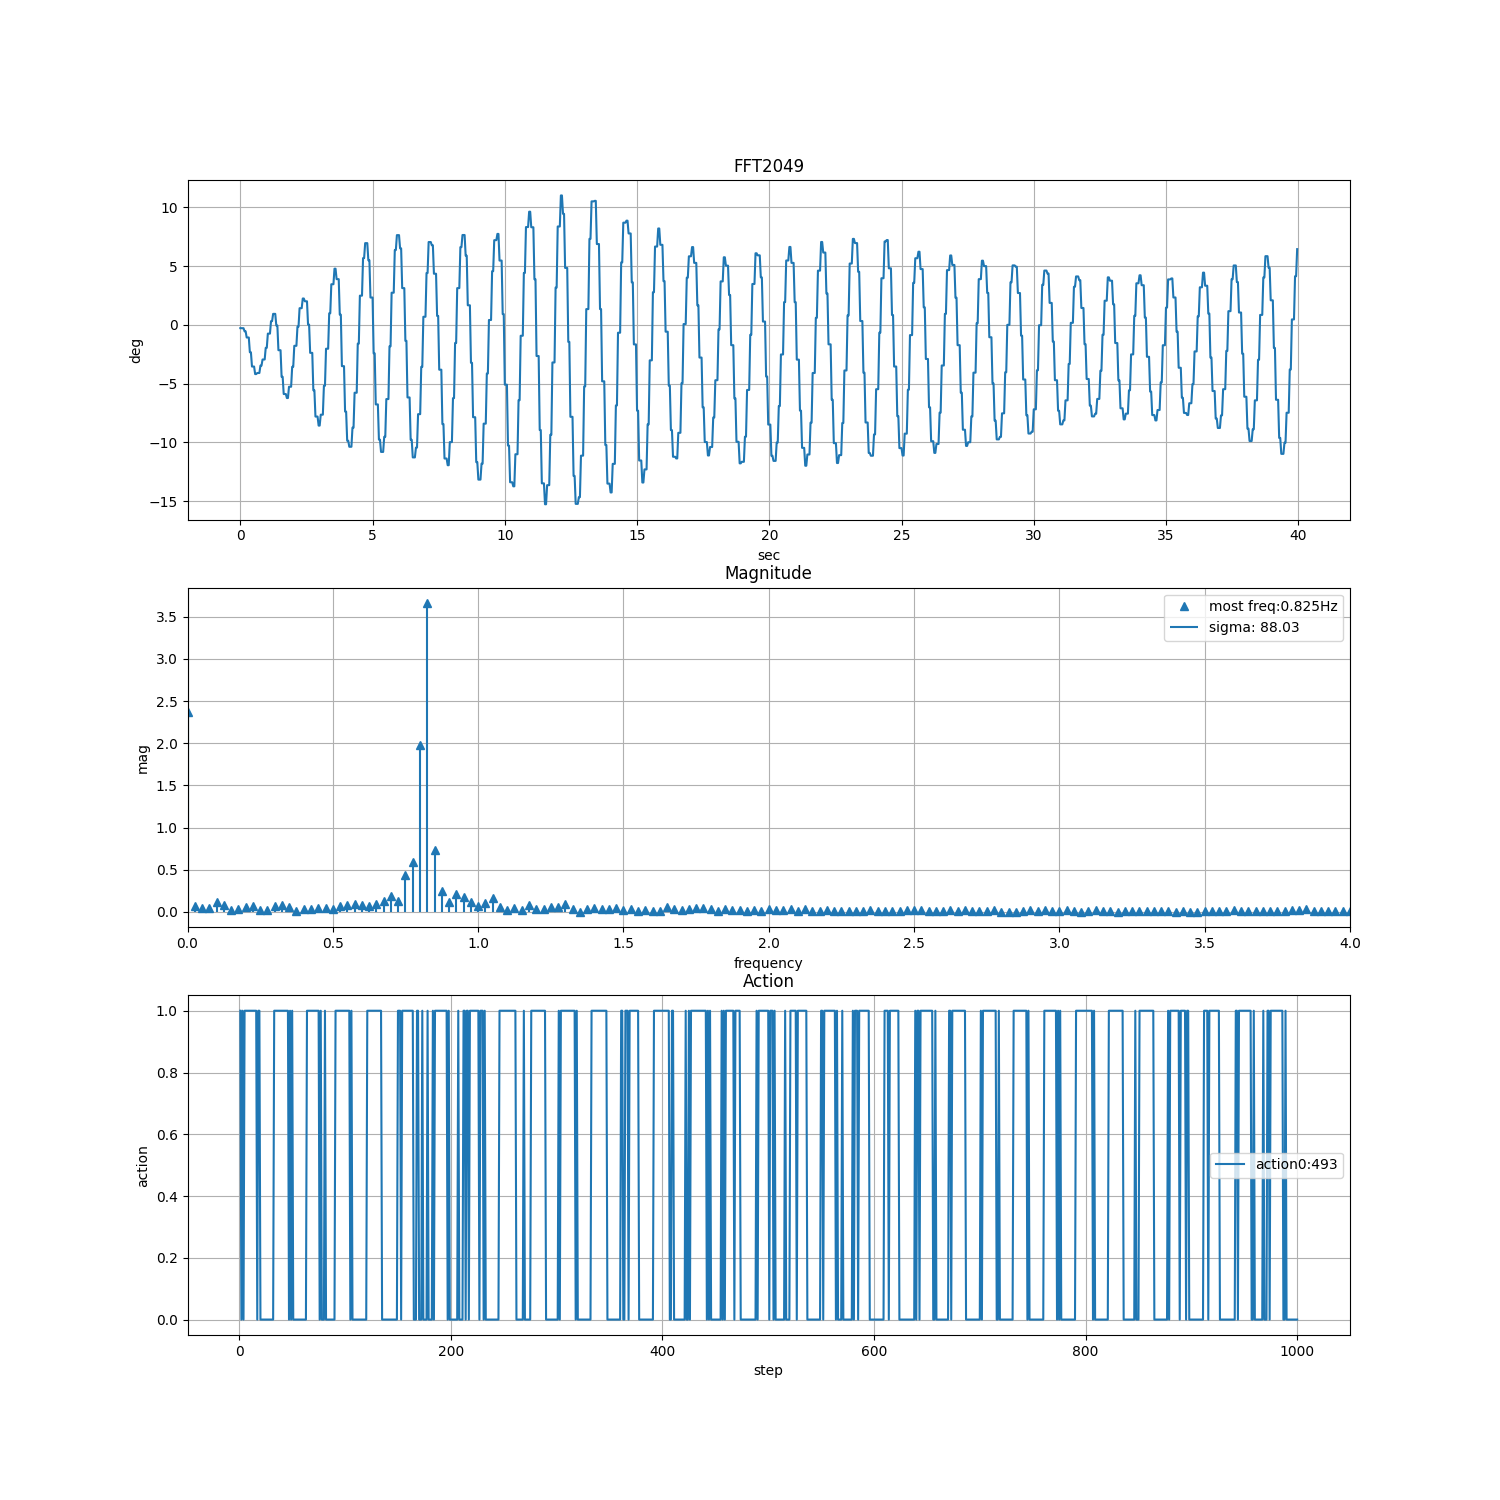 FFT2049
10
5
0
−5
−10
−15
deg
0 5 10 15 20 25 30 35 40
sec
Magnitude
most freq:0.825Hz
sigma: 88.03
3.5
3.0
2.5
2.0
1.5
1.0
0.5
0.0
mag
0.0 0.5 1.0 1.5 2.0 2.5 3.0 3.5 4.0
frequency
Action
1.0
0.8
0.6
0.4
0.2
0.0
action
action0:493
0 200 400 600 800 1000
step